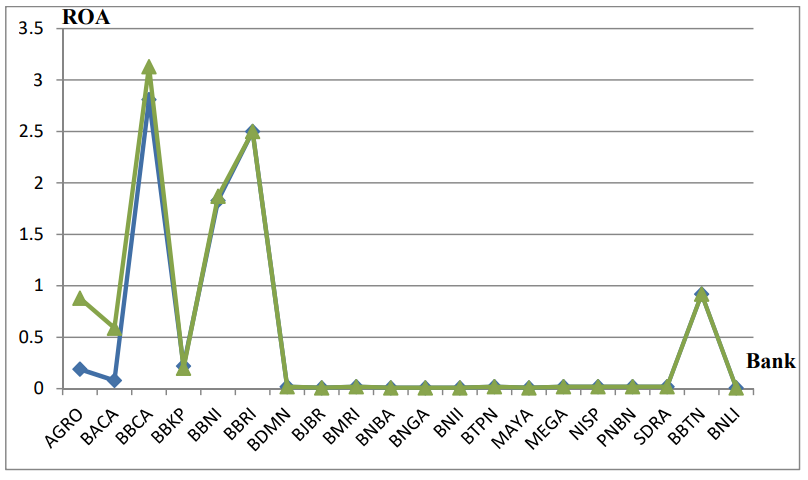 ROA
3.5
3
2.5
2
1.5
1
0.5
0
Bank
AGRO
BACA
BBCA
BBKP
BBNI
BBRI
BDMN
BJBR
BMRI
BNBA
BNGA
BNII
BTPN
MAYA
MEGA
NISP
PNBN
SDRA
BBTN
BNLI